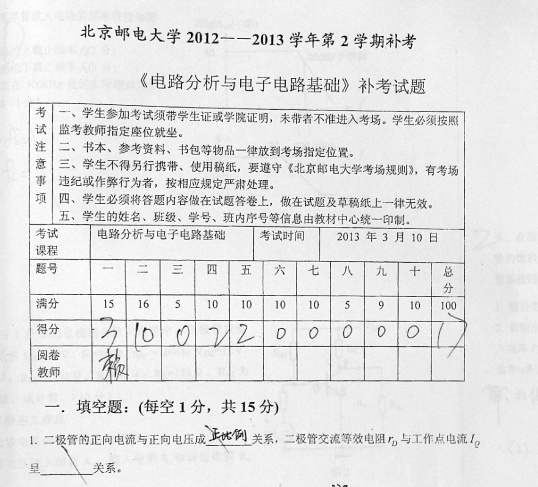 北京邮电大学 2012——2013 学年第 2 学期补考
《电路分析与电子电路基础》补考试题
考试注意事项
一、学生参加考试须带学生证或学院证明，未带者不准进入考场。学生必须按照
监考教师指定座位就坐。
二、书本、参考资料、书包等物品一律放到考场指定位置。
三、学生不得另行携带、使用稿纸，要遵守《北京邮电大学考场规则》，有考场
违纪或作弊行为者，按相应规定严肃处理。
四、学生必须将答题内容做在试题答卷上，做在试题及草稿纸上一律无效。
五、学生的姓名、班级、学号、班内序号等信息由教材中心统一印制。
考试课程 电路分析与电子电路基础 考试时间 2013 年 3 月 10 日
题号 一 二 三 四 五 六 七 八 九 十 总分
满分 15 16 5 10 10 10 10 5 9 10 100
得分 3 10 0 2 2 0 0 0 0 0 17
阅卷教师 赖
一．填空题：(每空 1 分，共 15 分)
1. 二极管的正向电流与正向电压成正比例关系，二极管交流等效电阻 r_D 与工作点电流 I_Q
呈______关系。